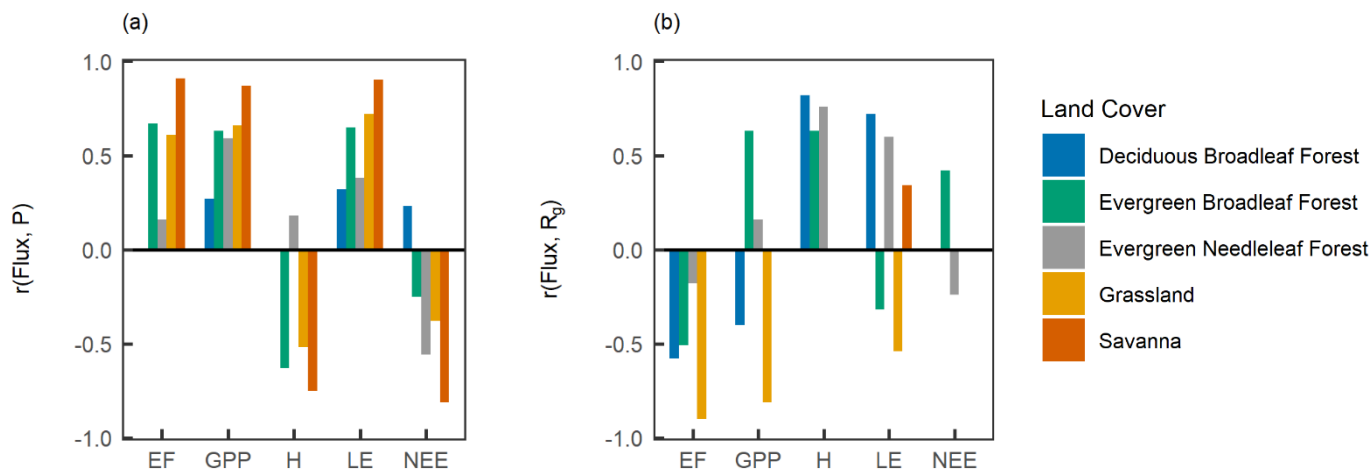 (a)
1.0
0.5
0.0
-0.5
-1.0
r(Flux, P)
EF GPP H LE NEE
(b)
1.0
0.5
0.0
-0.5
-1.0
r(Flux, Rg)
EF GPP H LE NEE
Land Cover
Deciduous Broadleaf Forest
Evergreen Broadleaf Forest
Evergreen Needleleaf Forest
Grassland
Savanna